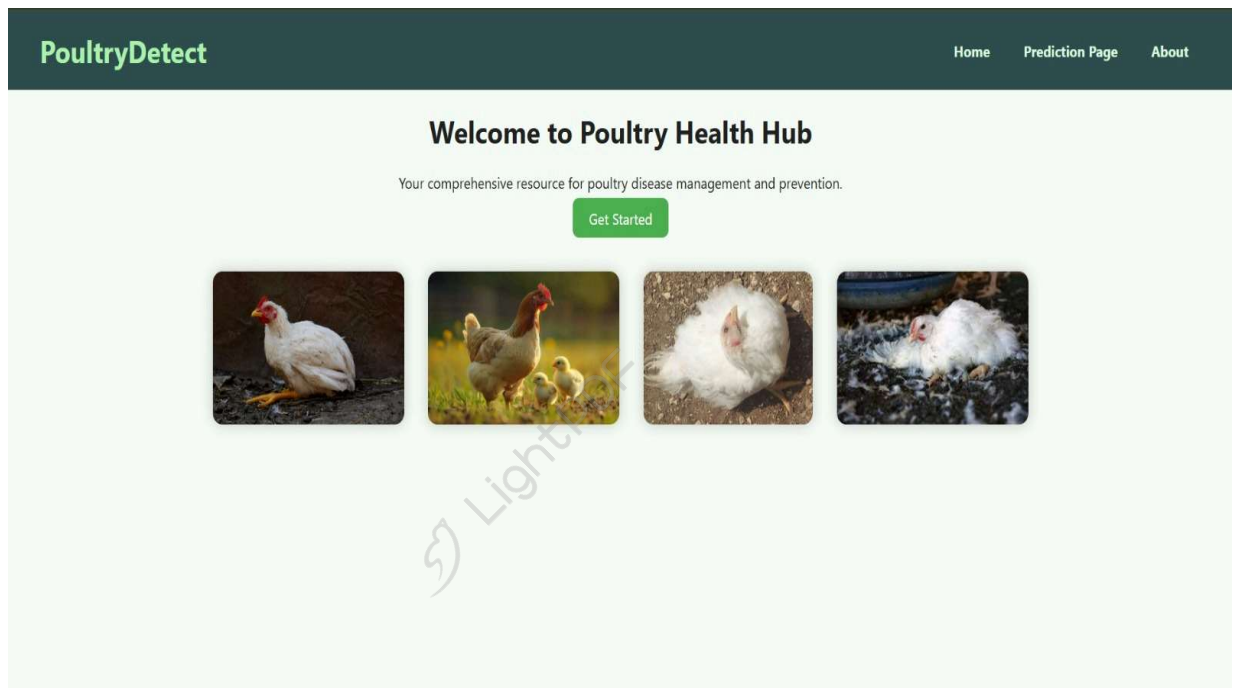 PoultryDetect
Home Prediction Page About
Welcome to Poultry Health Hub
Your comprehensive resource for poultry disease management and prevention.
Get Started